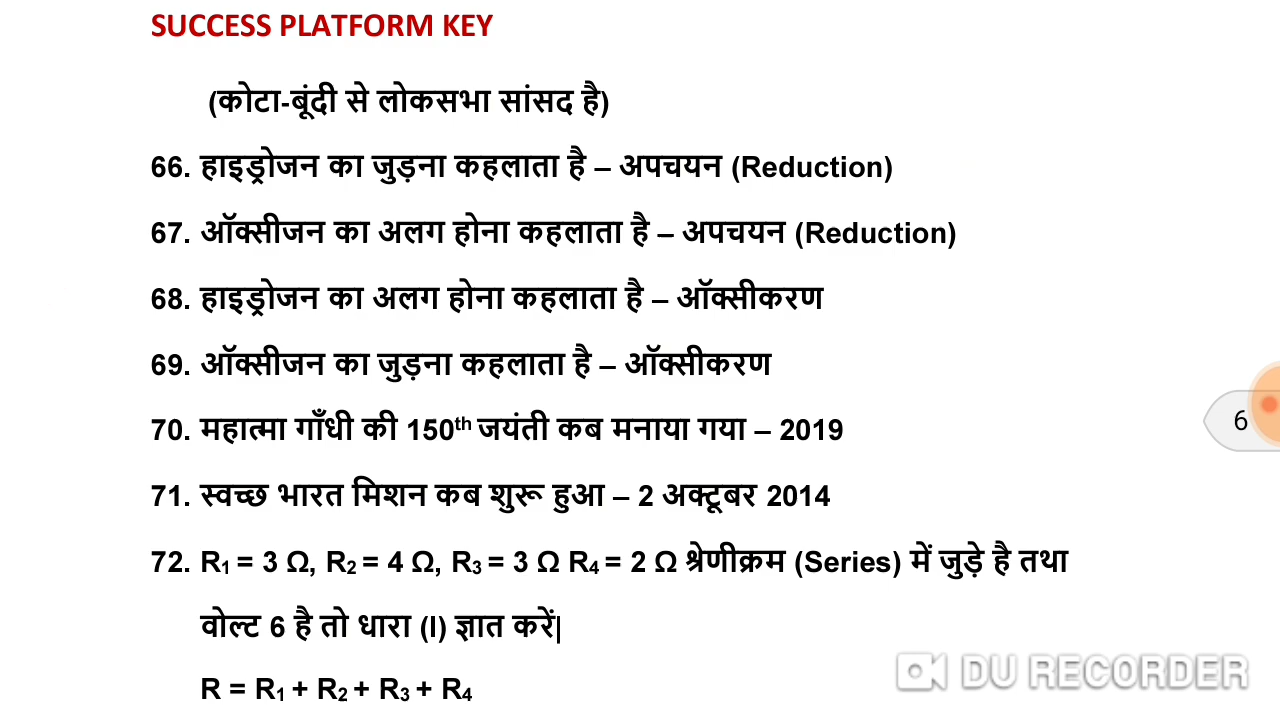 SUCCESS PLATFORM KEY
(कोटा-बूंदी से लोकसभा सांसद है)
66. हाइड्रोजन का जुड़ना कहलाता है – अपचयन (Reduction)
67. ऑक्सीजन का अलग होना कहलाता है – अपचयन (Reduction)
68. हाइड्रोजन का अलग होना कहलाता है – ऑक्सीकरण
69. ऑक्सीजन का जुड़ना कहलाता है – ऑक्सीकरण
70. महात्मा गाँधी की 150th जयंती कब मनाया गया – 2019
6
71. स्वच्छ भारत मिशन कब शुरू हुआ – 2 अक्टूबर 2014
72. R1 = 3 Ω, R2 = 4 Ω, R3 = 3 Ω R4 = 2 Ω श्रेणीक्रम (Series) में जुड़े है तथा
वोल्ट 6 है तो धारा (I) ज्ञात करें|
R = R1 + R2 + R3 + R4
DU RECORDER